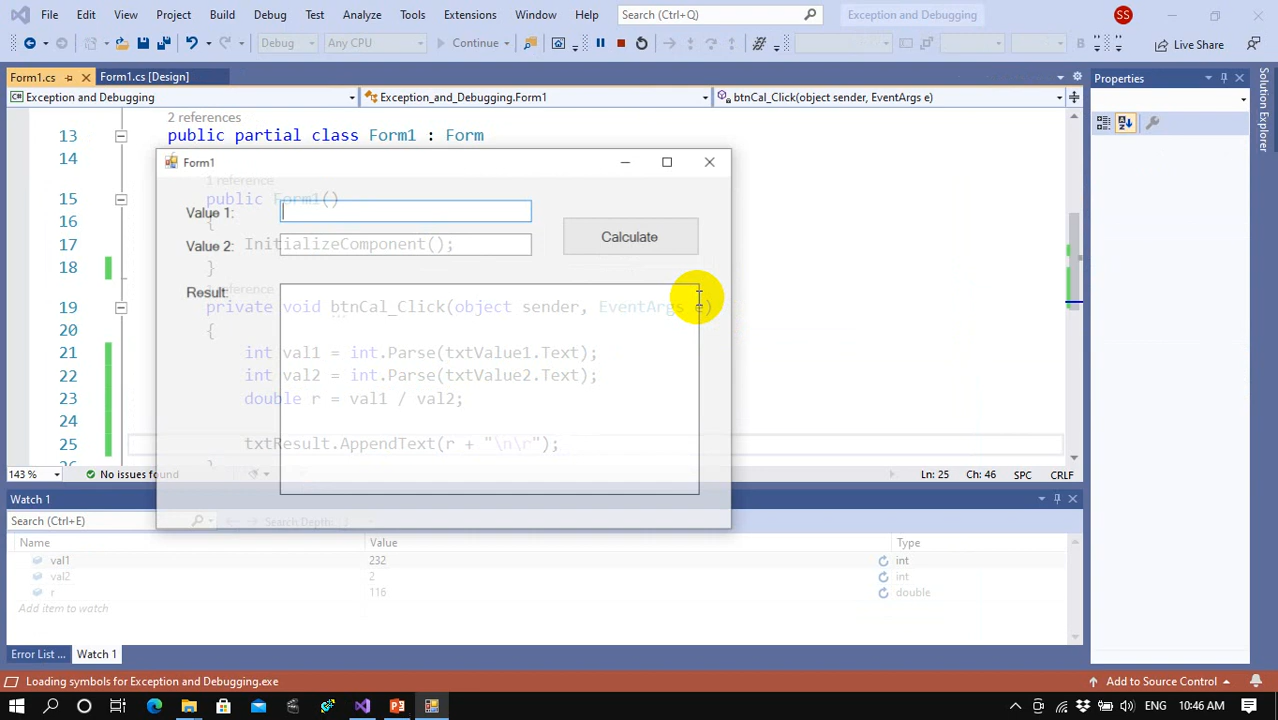 File Edit View Project Build Debug Test Analyze Tools Extensions Window Help Search (Ctrl+Q) Exception and Debugging SS
Debug Any CPU Continue Live Share
Form1.cs Form1.cs [Design] Properties
Exception and Debugging Exception_and_Debugging.Form1 btnCal_Click(object sender, EventArgs e)
Solution Explorer
2 references
13 public partial class Form1 : Form
14
Form1
1 reference
15 public Form1()
Value 1:
16 {
17 InitializeComponent();
Value 2:
Calculate
18 }
Result:
9 reference
19 private void btnCal_Click(object sender, EventArgs e)
20 {
21 int val1 = int.Parse(txtValue1.Text);
22 int val2 = int.Parse(txtValue2.Text);
23 double r = val1 / val2;
24
25 txtResult.AppendText(r + "\n\r");
26 }
143 % No issues found Ln: 25 Ch: 46 SPC CRLF
Watch 1
Search (Ctrl+E) Search Depth:
Name Value Type
val1 232 int
val2 2 int
r 116 double
Add item to watch
Error List ... Watch 1
Loading symbols for Exception and Debugging.exe Add to Source Control
ENG 10:46 AM